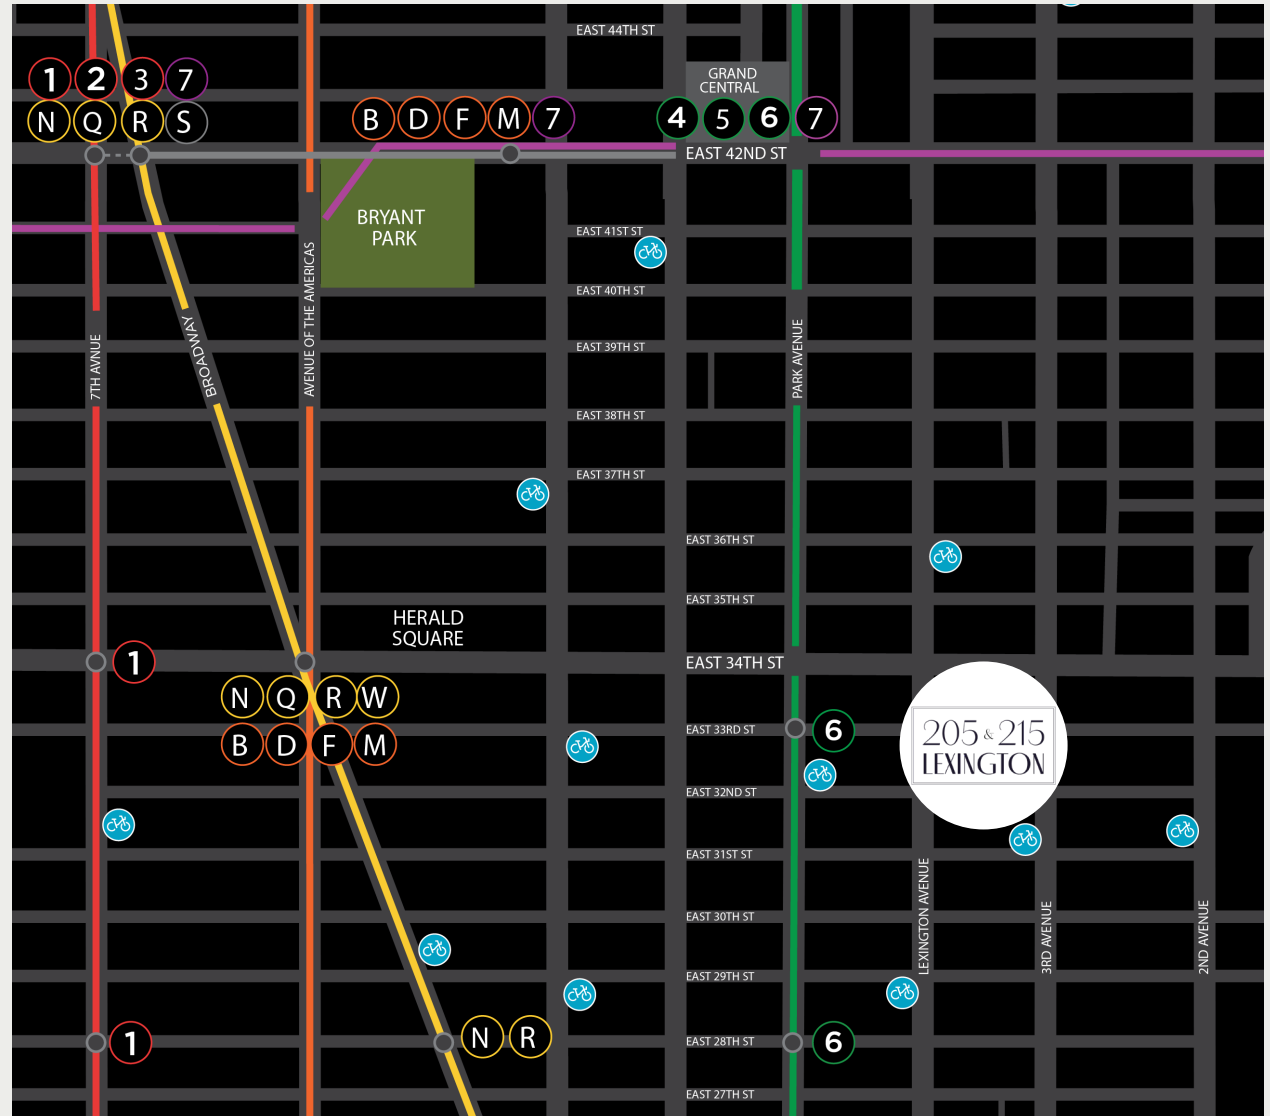 EAST 44TH ST
GRAND
CENTRAL
1 2 3 7
N Q R S
B D F M 7
4 5 6 7
EAST 42ND ST
BRYANT
PARK
EAST 41ST ST
EAST 40TH ST
AVENUE OF THE AMERICAS
7TH AVNUE
BROADWAY
PARK AVENUE
EAST 39TH ST
EAST 38TH ST
EAST 37TH ST
EAST 36TH ST
EAST 35TH ST
HERALD
SQUARE
1
EAST 34TH ST
N Q R W
B D F M
EAST 33RD ST
6
205 & 215
LEXINGTON
EAST 32ND ST
EAST 31ST ST
LEXINGTON AVENUE
3RD AVENUE
2ND AVENUE
EAST 30TH ST
EAST 29TH ST
1
N R
EAST 28TH ST
6
EAST 27TH ST